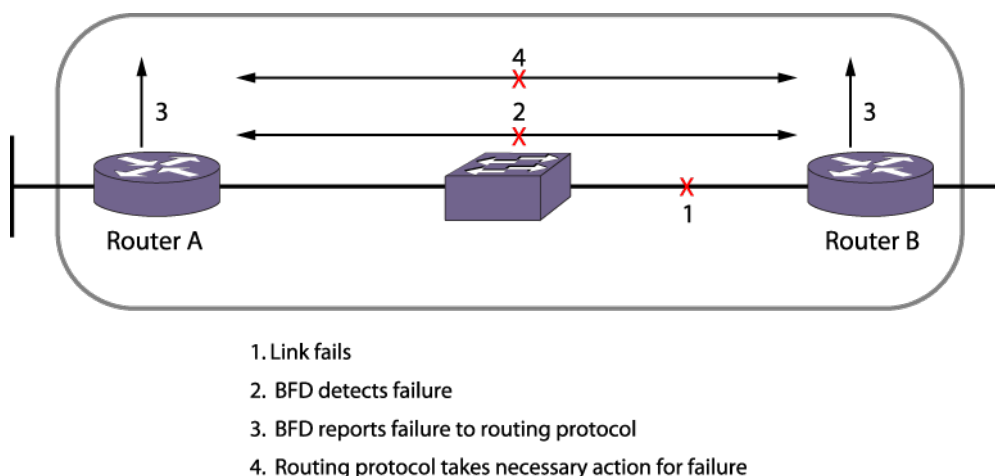 4
3
2
3
1
Router A
Router B
1. Link fails
2. BFD detects failure
3. BFD reports failure to routing protocol
4. Routing protocol takes necessary action for failure